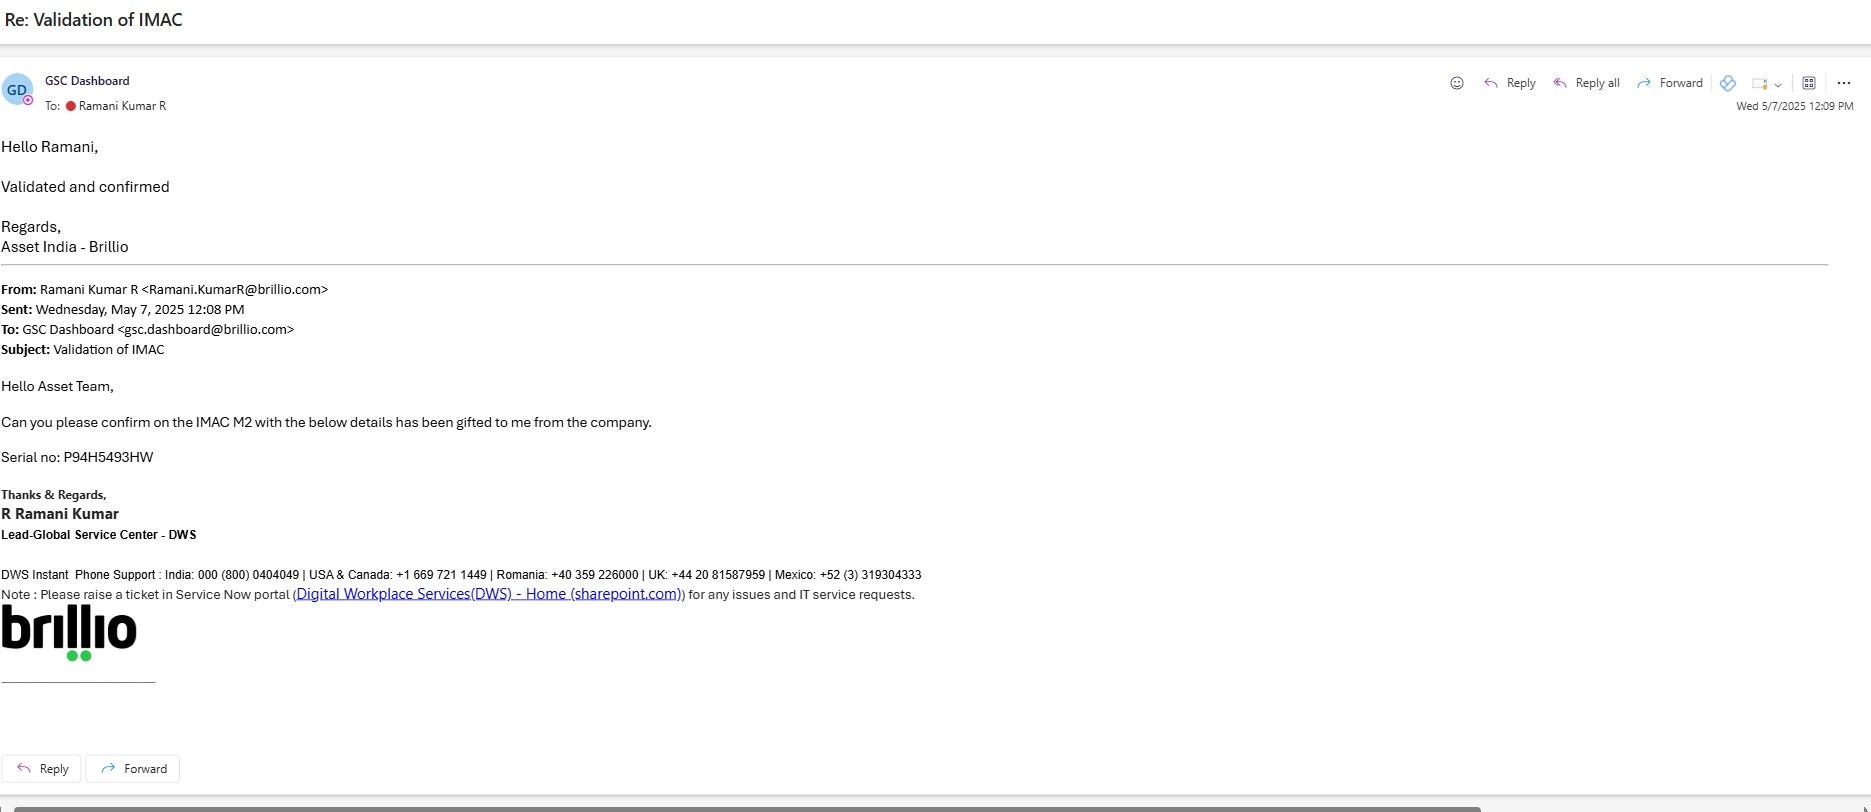 Re: Validation of IMAC
GD
GSC Dashboard
To: Ramani Kumar R
Reply
Reply all
Forward
Wed 5/7/2025 12:09 PM
Hello Ramani,
Validated and confirmed
Regards,
Asset India - Brillio
From: Ramani Kumar R <Ramani.KumarR@brillio.com>
Sent: Wednesday, May 7, 2025 12:08 PM
To: GSC Dashboard <gsc.dashboard@brillio.com>
Subject: Validation of IMAC
Hello Asset Team,
Can you please confirm on the IMAC M2 with the below details has been gifted to me from the company.
Serial no: P94H5493HW
Thanks & Regards,
R Ramani Kumar
Lead-Global Service Center - DWS
DWS Instant  Phone Support : India: 000 (800) 0404049 | USA & Canada: +1 669 721 1449 | Romania: +40 359 226000 | UK: +44 20 81587959 | Mexico: +52 (3) 319304333
Note : Please raise a ticket in Service Now portal (Digital Workplace Services(DWS) - Home (sharepoint.com)) for any issues and IT service requests.
brillio
Reply
Forward